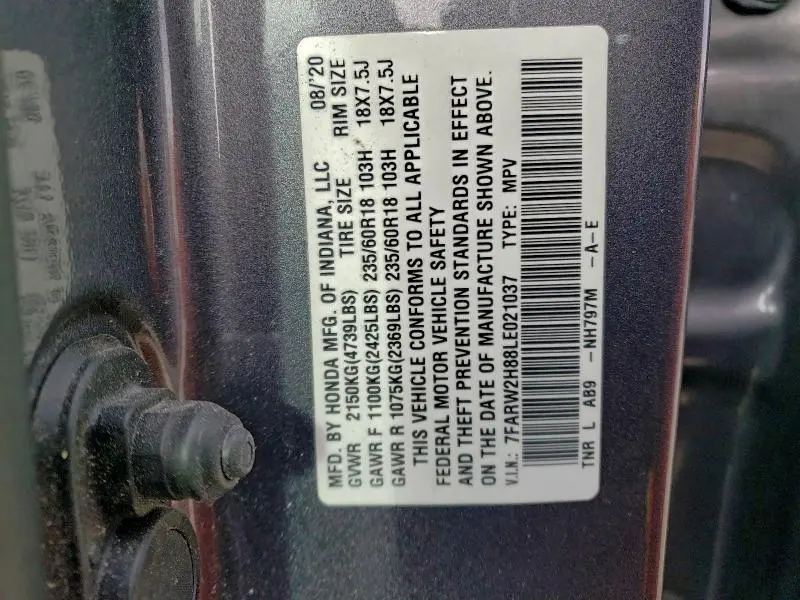 MFD. BY HONDA MFG. OF INDIANA, LLC 08/'20
GVWR 2150KG(4739LBS) TIRE SIZE RIM SIZE
GAWR F 1100KG(2425LBS) 235/60R18 103H 18X7.5J
GAWR R 1075KG(2369LBS) 235/60R18 103H 18X7.5J
THIS VEHICLE CONFORMS TO ALL APPLICABLE
FEDERAL MOTOR VEHICLE SAFETY
AND THEFT PREVENTION STANDARDS IN EFFECT
ON THE DATE OF MANUFACTURE SHOWN ABOVE.
V.I.N.: 7FARW2H88LE021037 TYPE: MPV
TNR L AB9 -NH797M -A-E